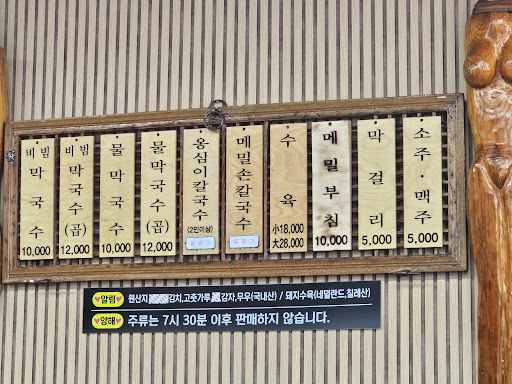 비빔막국수 10,000
비빔막국수(곱) 12,000
물막국수 10,000
물막국수(곱) 12,000
옹심이칼국수 (2인이상)
메밀손칼국수
수육 小18,000 大28,000
메밀부침 10,000
막걸리 5,000
소주·맥주 5,000
알림 원산지 김치,고춧가루, 감자,무우(국내산) / 돼지수육(네덜란드,칠레산)
양해 주류는 7시 30분 이후 판매하지 않습니다.